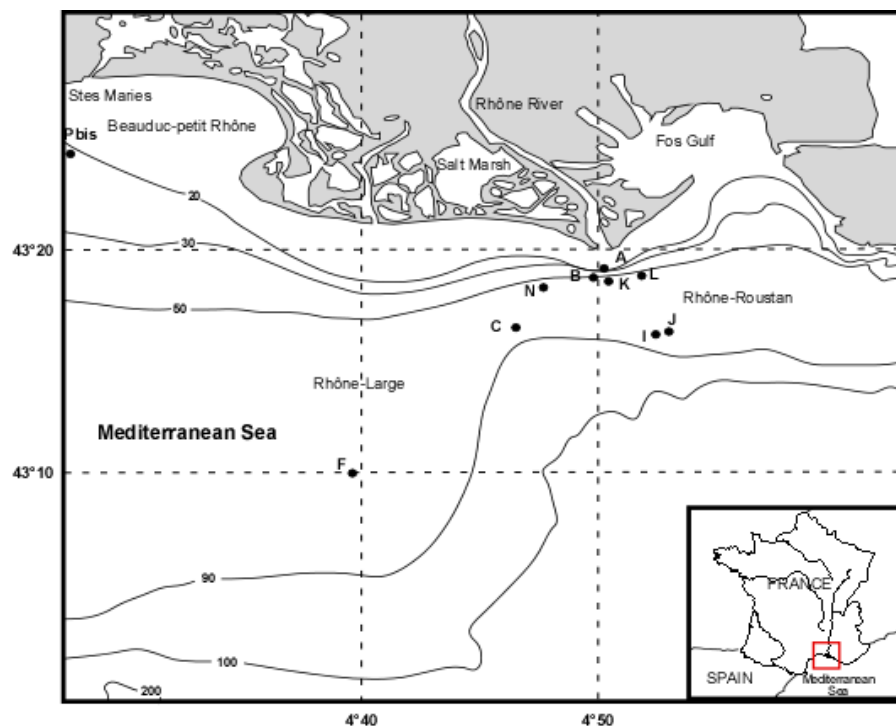 Stes Maries
Beauduc-petit Rhône
Pbis
Rhône River
Fos Gulf
Salt Marsh
20
43°20
30
A
B
L
K
N
50
Rhône-Roustan
C
J
I
Rhône-Large
Mediterranean Sea
F
43°10
90
100
200
FRANCE
SPAIN
Mediterranean
Sea
4°40
4°50